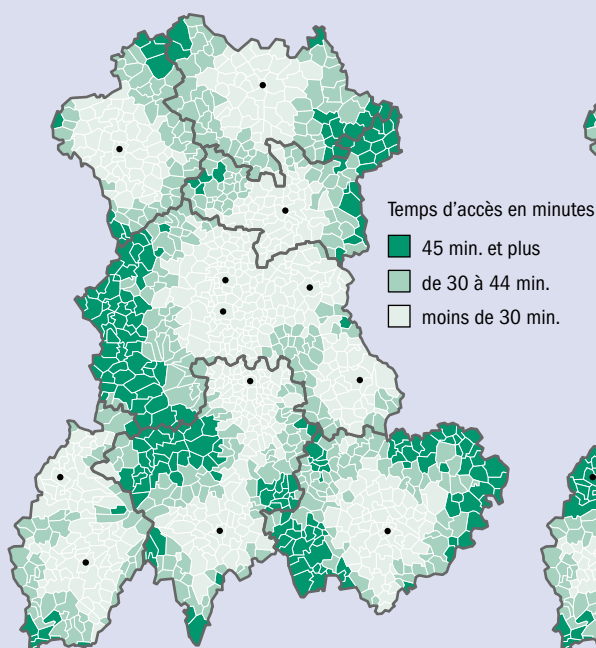 Temps d'accès en minutes
45 min. et plus
de 30 à 44 min.
moins de 30 min.